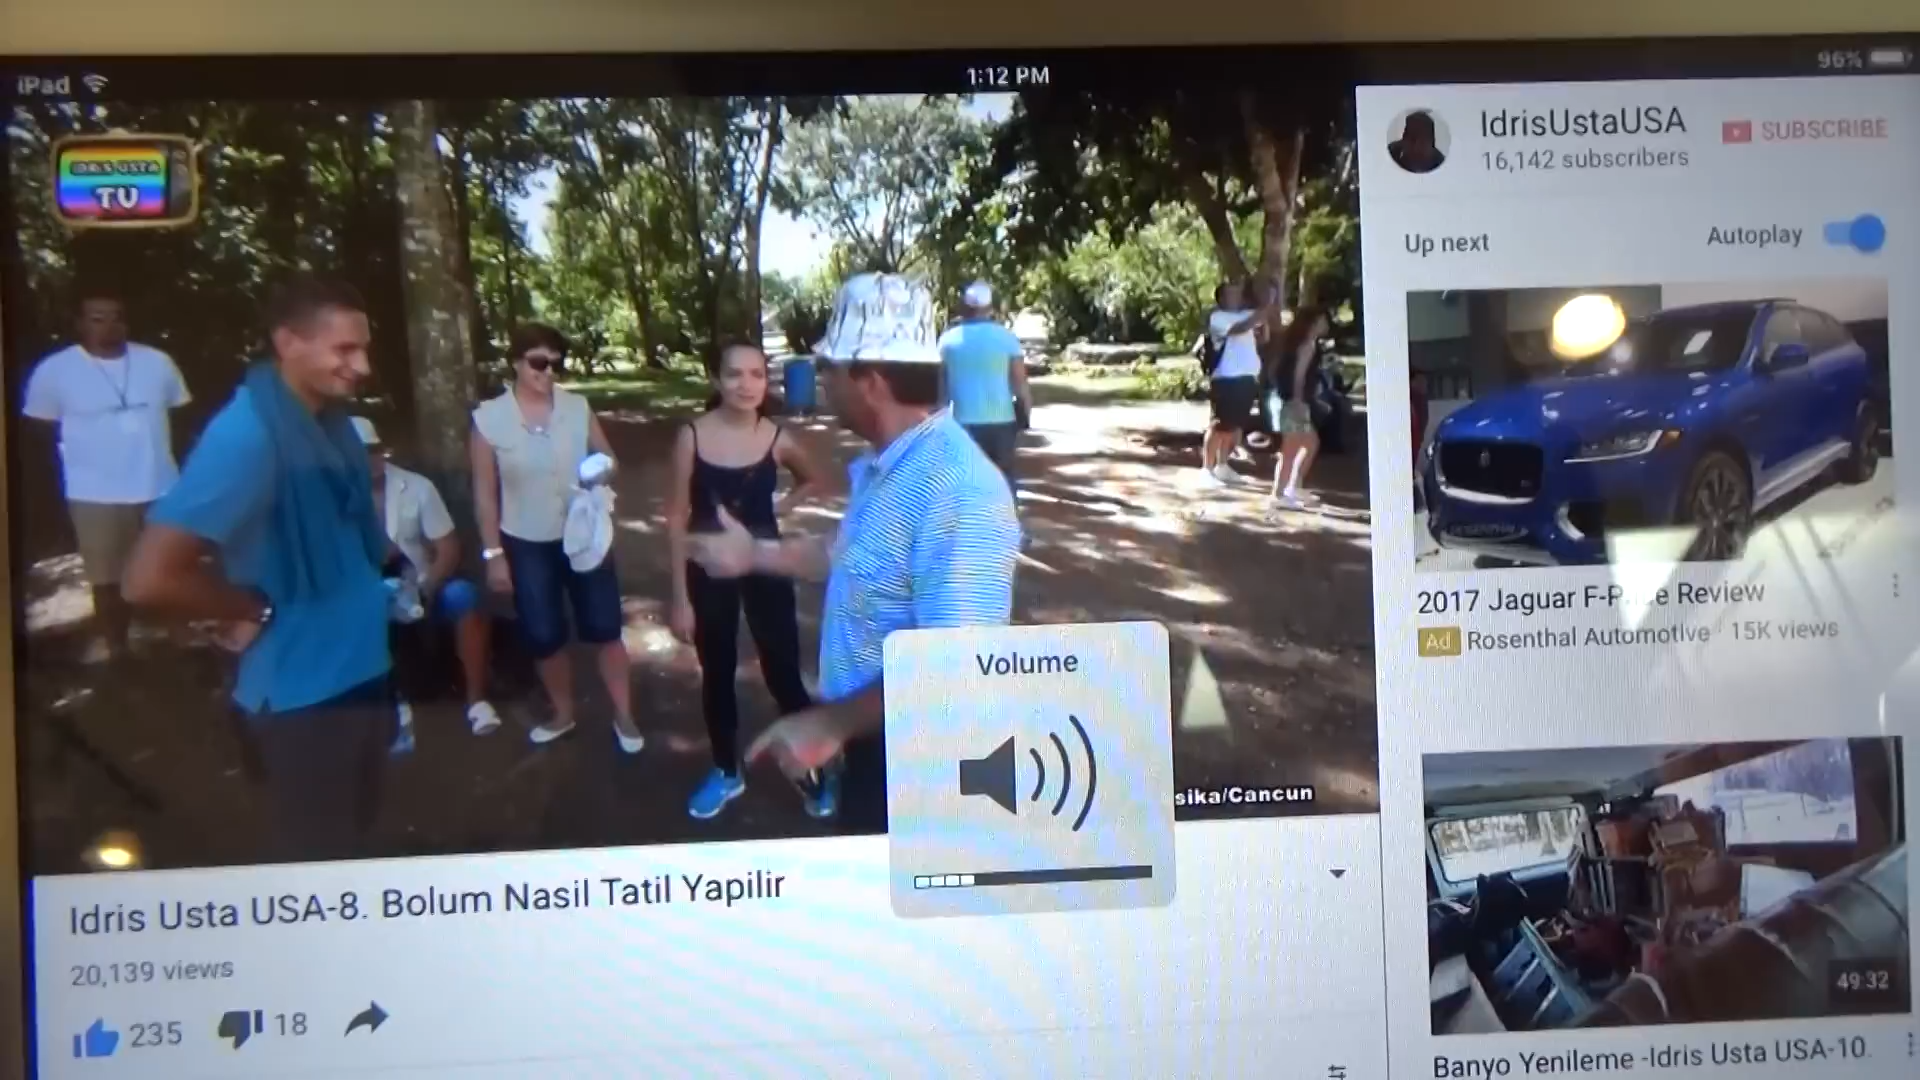 iPad
1:12 PM
96%
IDRIS USTA
TV
sika/Cancun
Volume
Idris Usta USA-8. Bolum Nasil Tatil Yapilir
20,139 views
235
18
IdrisUstaUSA
16,142 subscribers
SUBSCRIBE
Up next
Autoplay
2017 Jaguar Review
Ad Rosenthal Automotive · 15K views
49:32
Banyo Yenileme -Idris Usta USA-10.